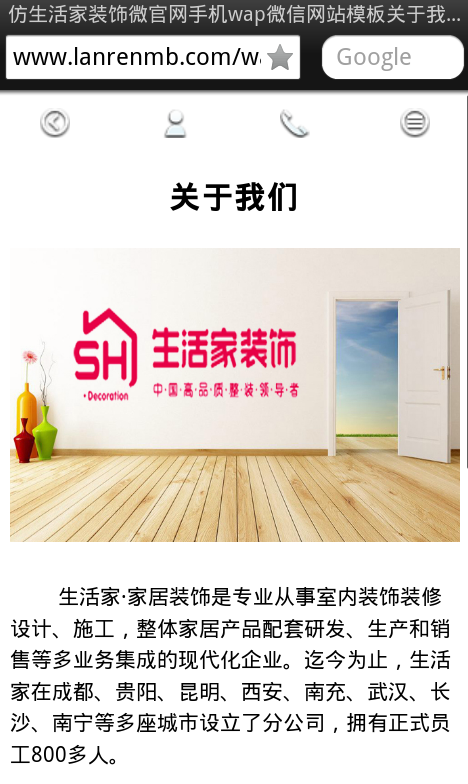 仿生活家装饰微官网手机wap微信网站模板关于我...
www.lanrenmb.com/wa
Google
关于我们
SH
生活家装饰
·Decoration
中·国·高·品·质·整·装·领·导·者
生活家·家居装饰是专业从事室内装饰装修
设计、施工，整体家居产品配套研发、生产和销
售等多业务集成的现代化企业。迄今为止，生活
家在成都、贵阳、昆明、西安、南充、武汉、长
沙、南宁等多座城市设立了分公司，拥有正式员
工800多人。